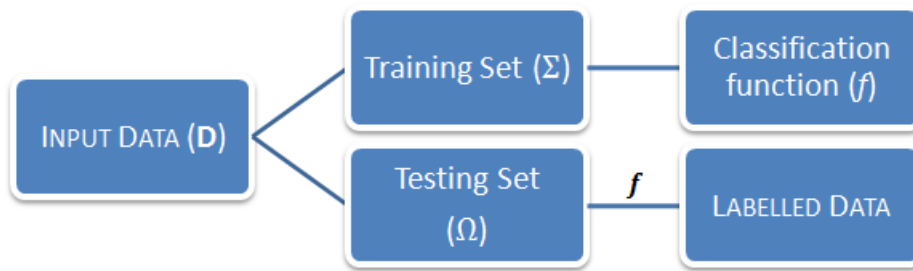 Training Set (Σ)
Classification
function (f)
INPUT DATA (D)
Testing Set
(Ω)
f
LABELLED DATA